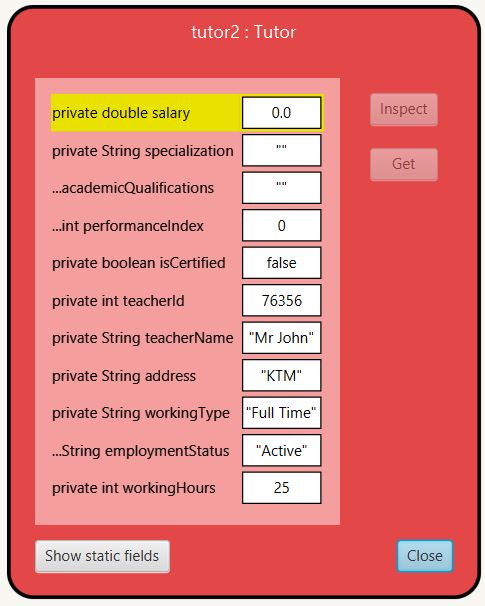 tutor2 : Tutor
private double salary 0.0
private String specialization ""
...academicQualifications ""
...int performanceIndex 0
private boolean isCertified false
private int teacherId 76356
private String teacherName "Mr John"
private String address "KTM"
private String workingType "Full Time"
...String employmentStatus "Active"
private int workingHours 25
Inspect
Get
Show static fields
Close